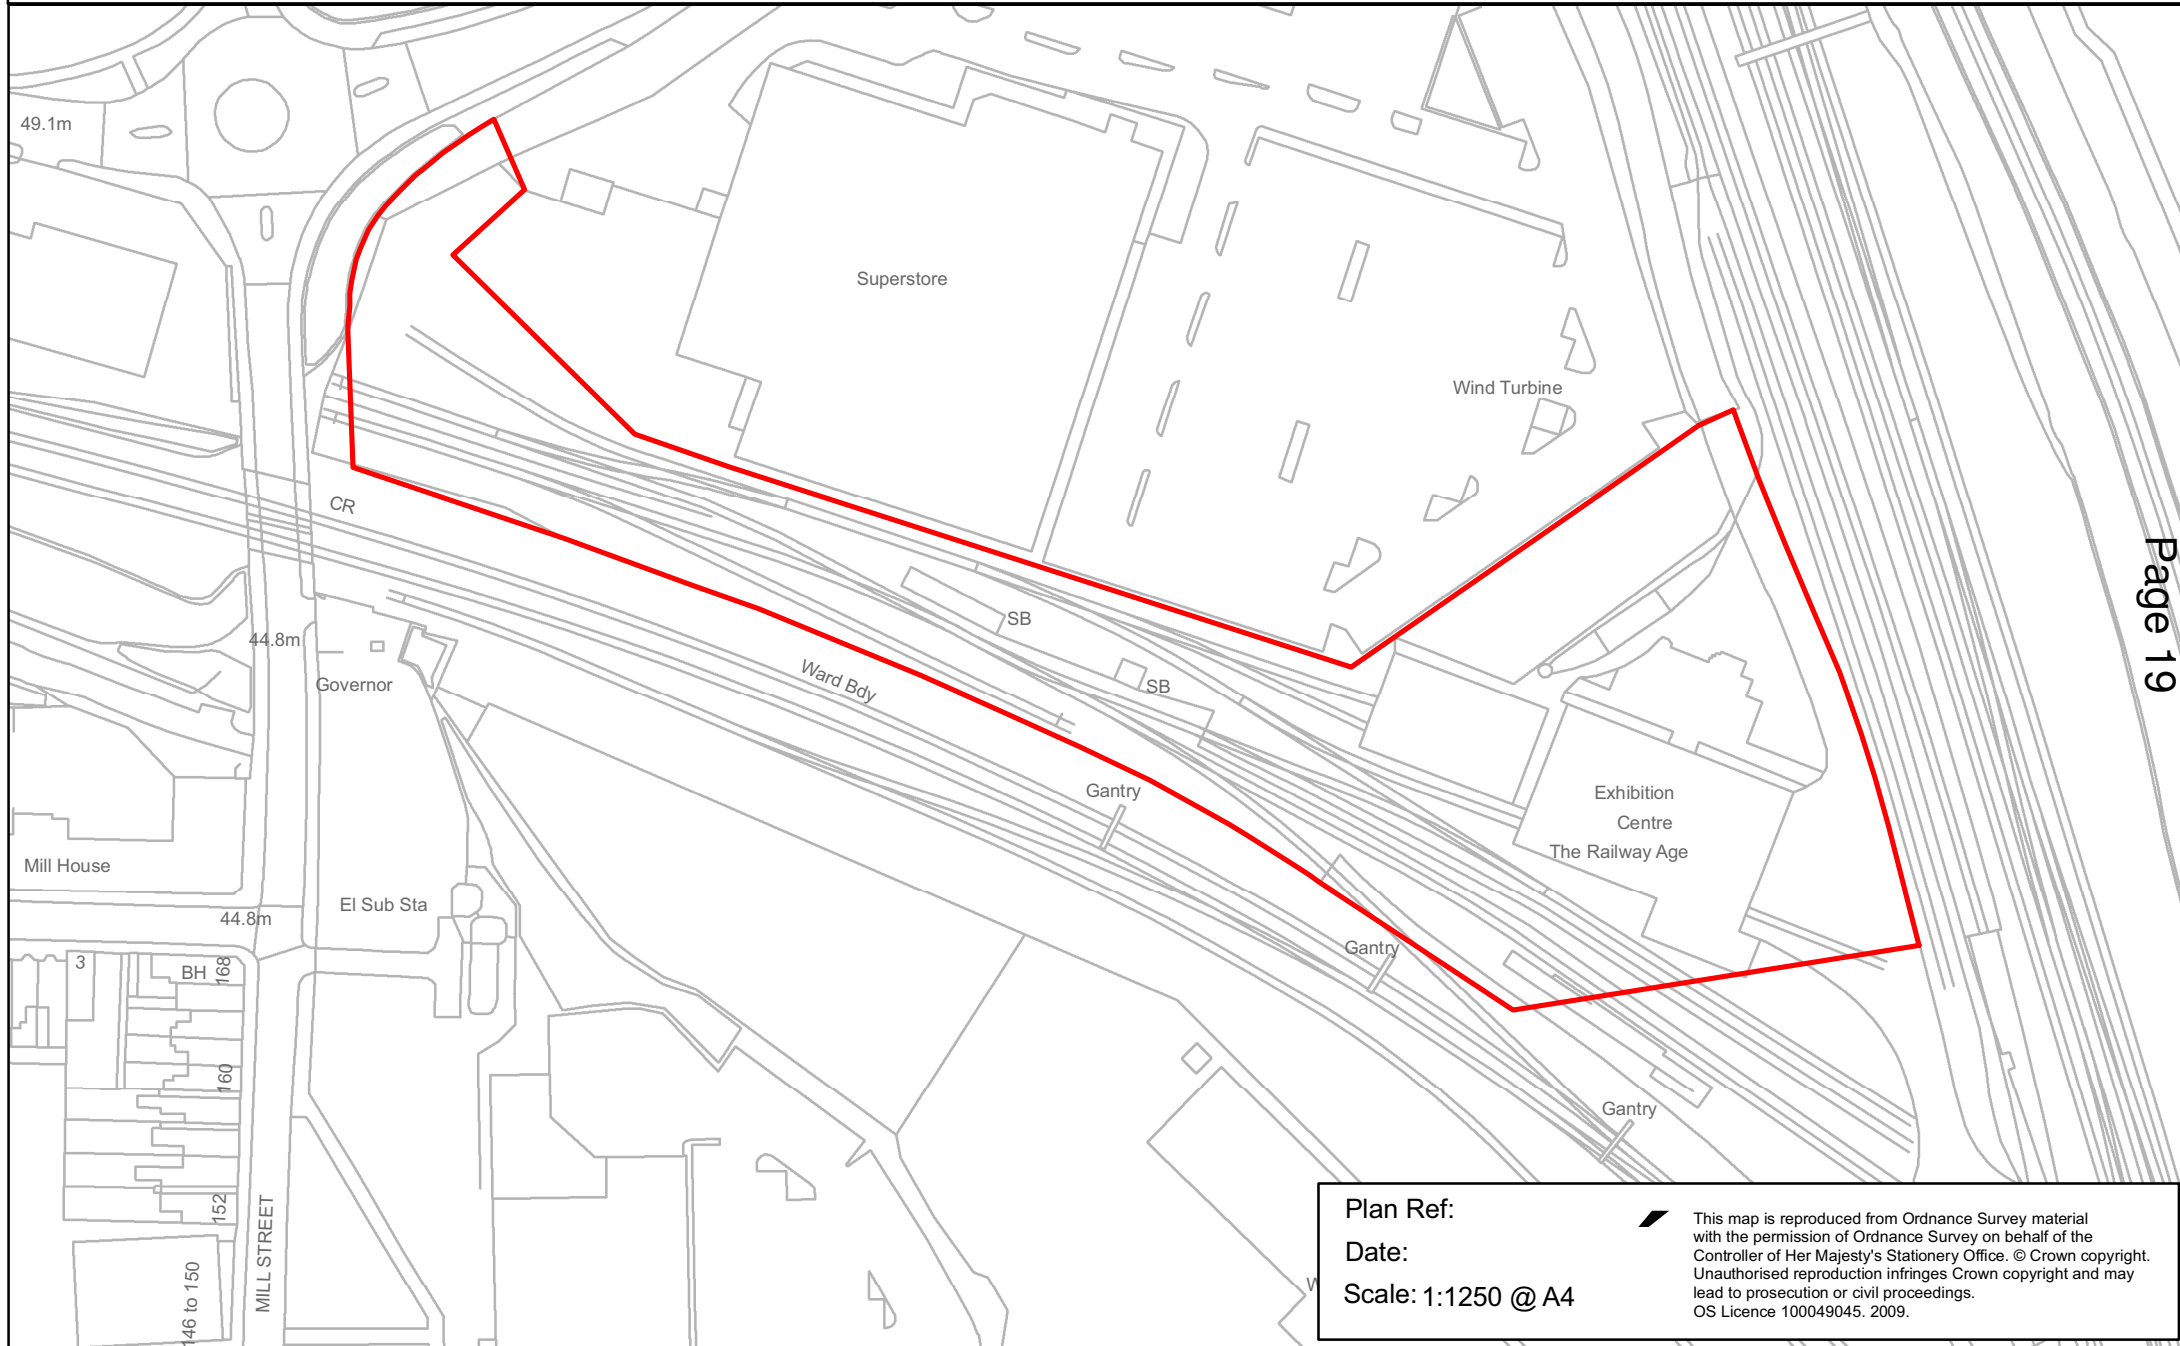 49.1m
Superstore
Wind Turbine
CR
Page 19
SB
44.8m
Governor
Ward Bdy
SB
Gantry
Exhibition
Centre
The Railway Age
Mill House
El Sub Sta
44.8m
Gantry
3
BH
168
160
Gantry
152
MILL STREET
146 to 150
W
Plan Ref:
Date:
Scale: 1:1250 @ A4
This map is reproduced from Ordnance Survey material
with the permission of Ordnance Survey on behalf of the
Controller of Her Majesty's Stationery Office. © Crown copyright.
Unauthorised reproduction infringes Crown copyright and may
lead to prosecution or civil proceedings.
OS Licence 100049045. 2009.